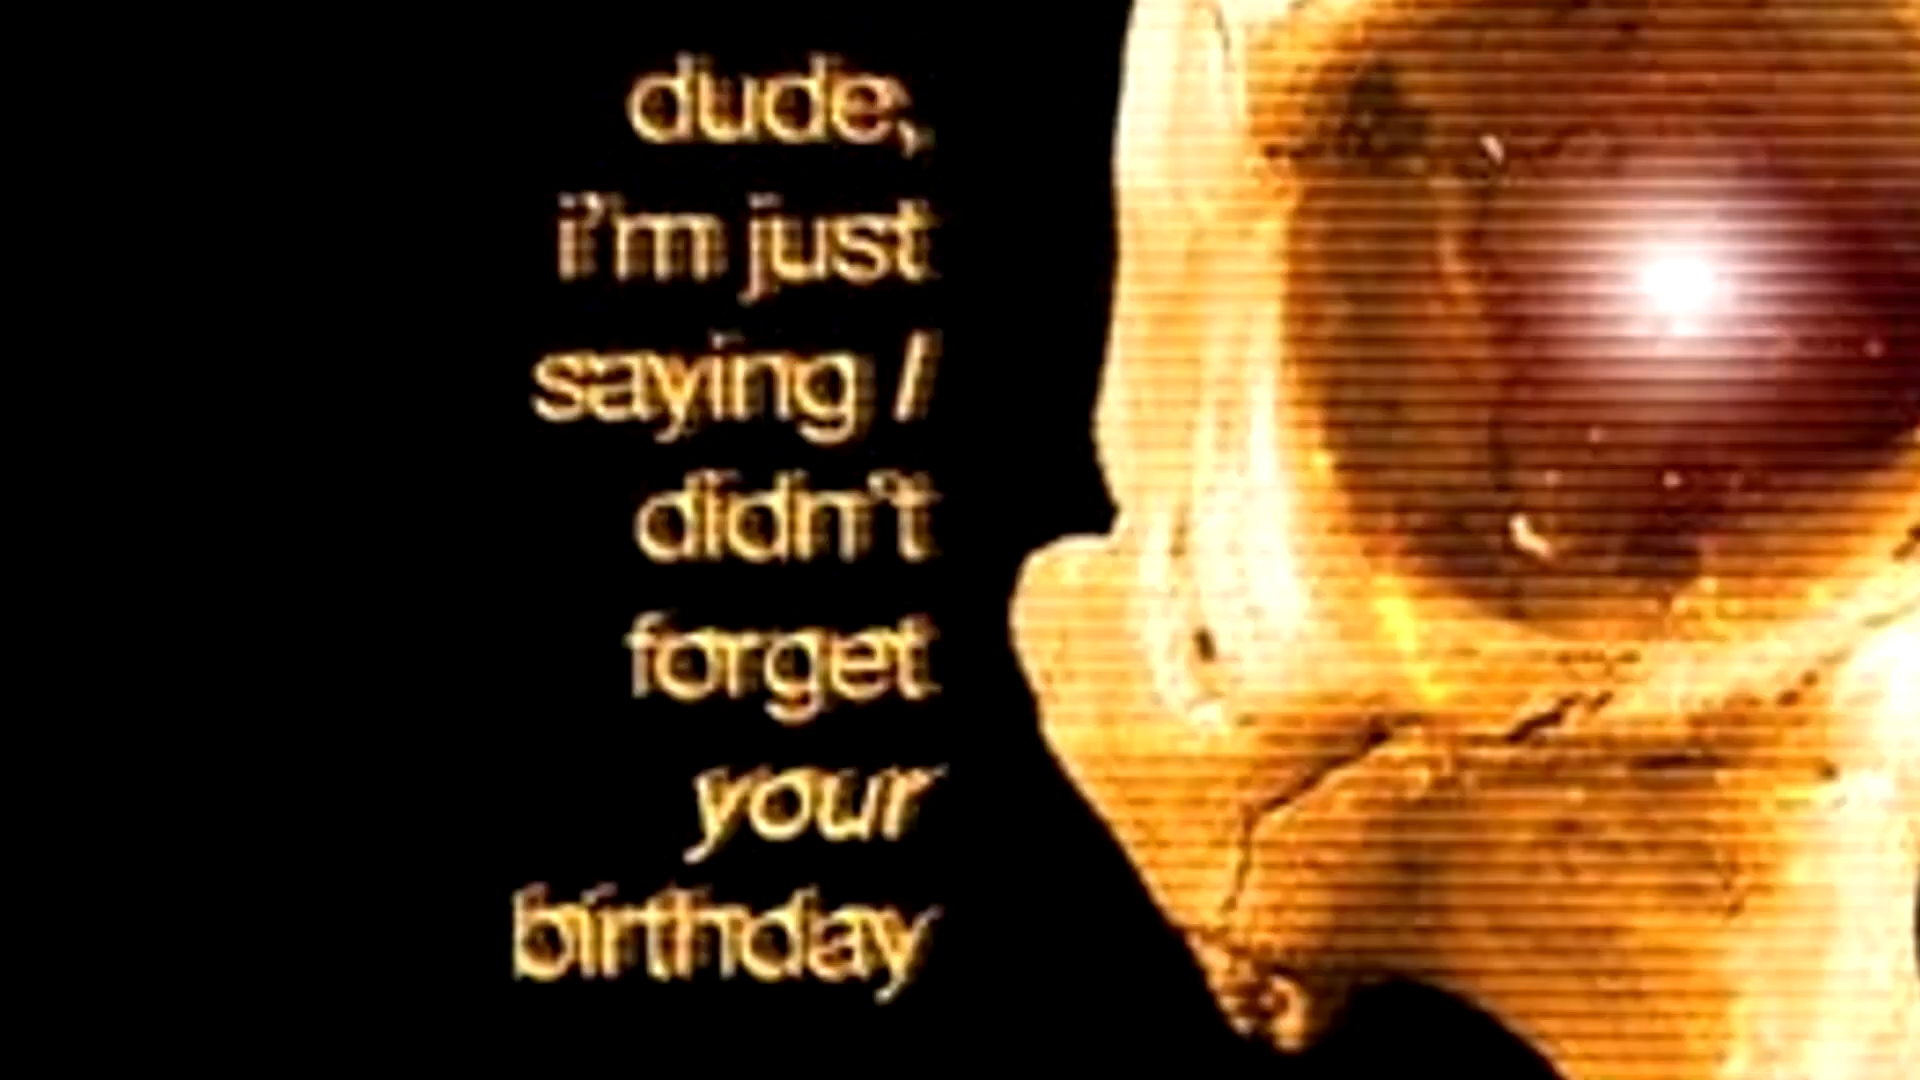 dude,
i'm just
saying I
didn't
forget
your
birthday